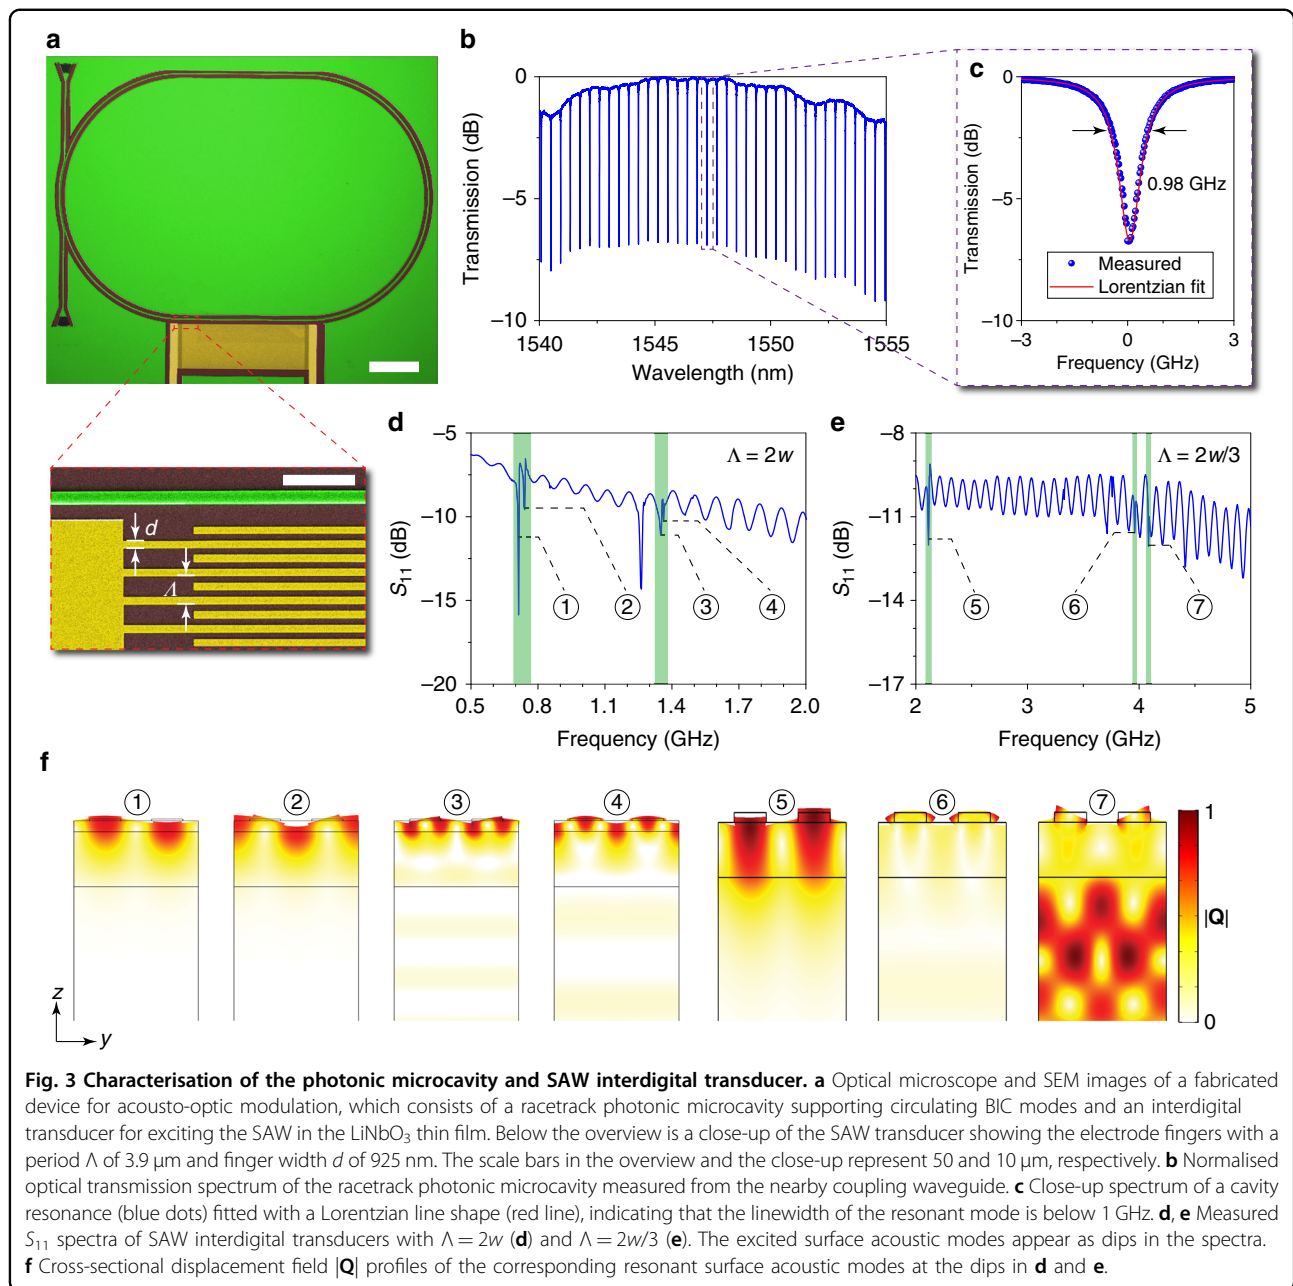 a
b
c
0
−5
−10
Transmission (dB)
1540
1545
1550
1555
Wavelength (nm)
0
−5
−10
Transmission (dB)
0.98 GHz
Measured
Lorentzian fit
−3
0
3
Frequency (GHz)
d
Λ
d
−5
−10
−15
−20
S11 (dB)
Λ = 2w
1
2
3
4
0.5
0.8
1.1
1.4
1.7
2.0
Frequency (GHz)
e
−8
−11
−14
−17
S11 (dB)
Λ = 2w/3
5
6
7
2
3
4
5
Frequency (GHz)
f
1
2
3
4
5
6
7
1
|Q|
0
z
y
Fig. 3 Characterisation of the photonic microcavity and SAW interdigital transducer. a Optical microscope and SEM images of a fabricated
device for acousto-optic modulation, which consists of a racetrack photonic microcavity supporting circulating BIC modes and an interdigital
transducer for exciting the SAW in the LiNbO3 thin film. Below the overview is a close-up of the SAW transducer showing the electrode fingers with a
period Λ of 3.9 μm and finger width d of 925 nm. The scale bars in the overview and the close-up represent 50 and 10 μm, respectively. b Normalised
optical transmission spectrum of the racetrack photonic microcavity measured from the nearby coupling waveguide. c Close-up spectrum of a cavity
resonance (blue dots) fitted with a Lorentzian line shape (red line), indicating that the linewidth of the resonant mode is below 1 GHz. d, e Measured
S11 spectra of SAW interdigital transducers with Λ = 2w (d) and Λ = 2w/3 (e). The excited surface acoustic modes appear as dips in the spectra.
f Cross-sectional displacement field |Q| profiles of the corresponding resonant surface acoustic modes at the dips in d and e.